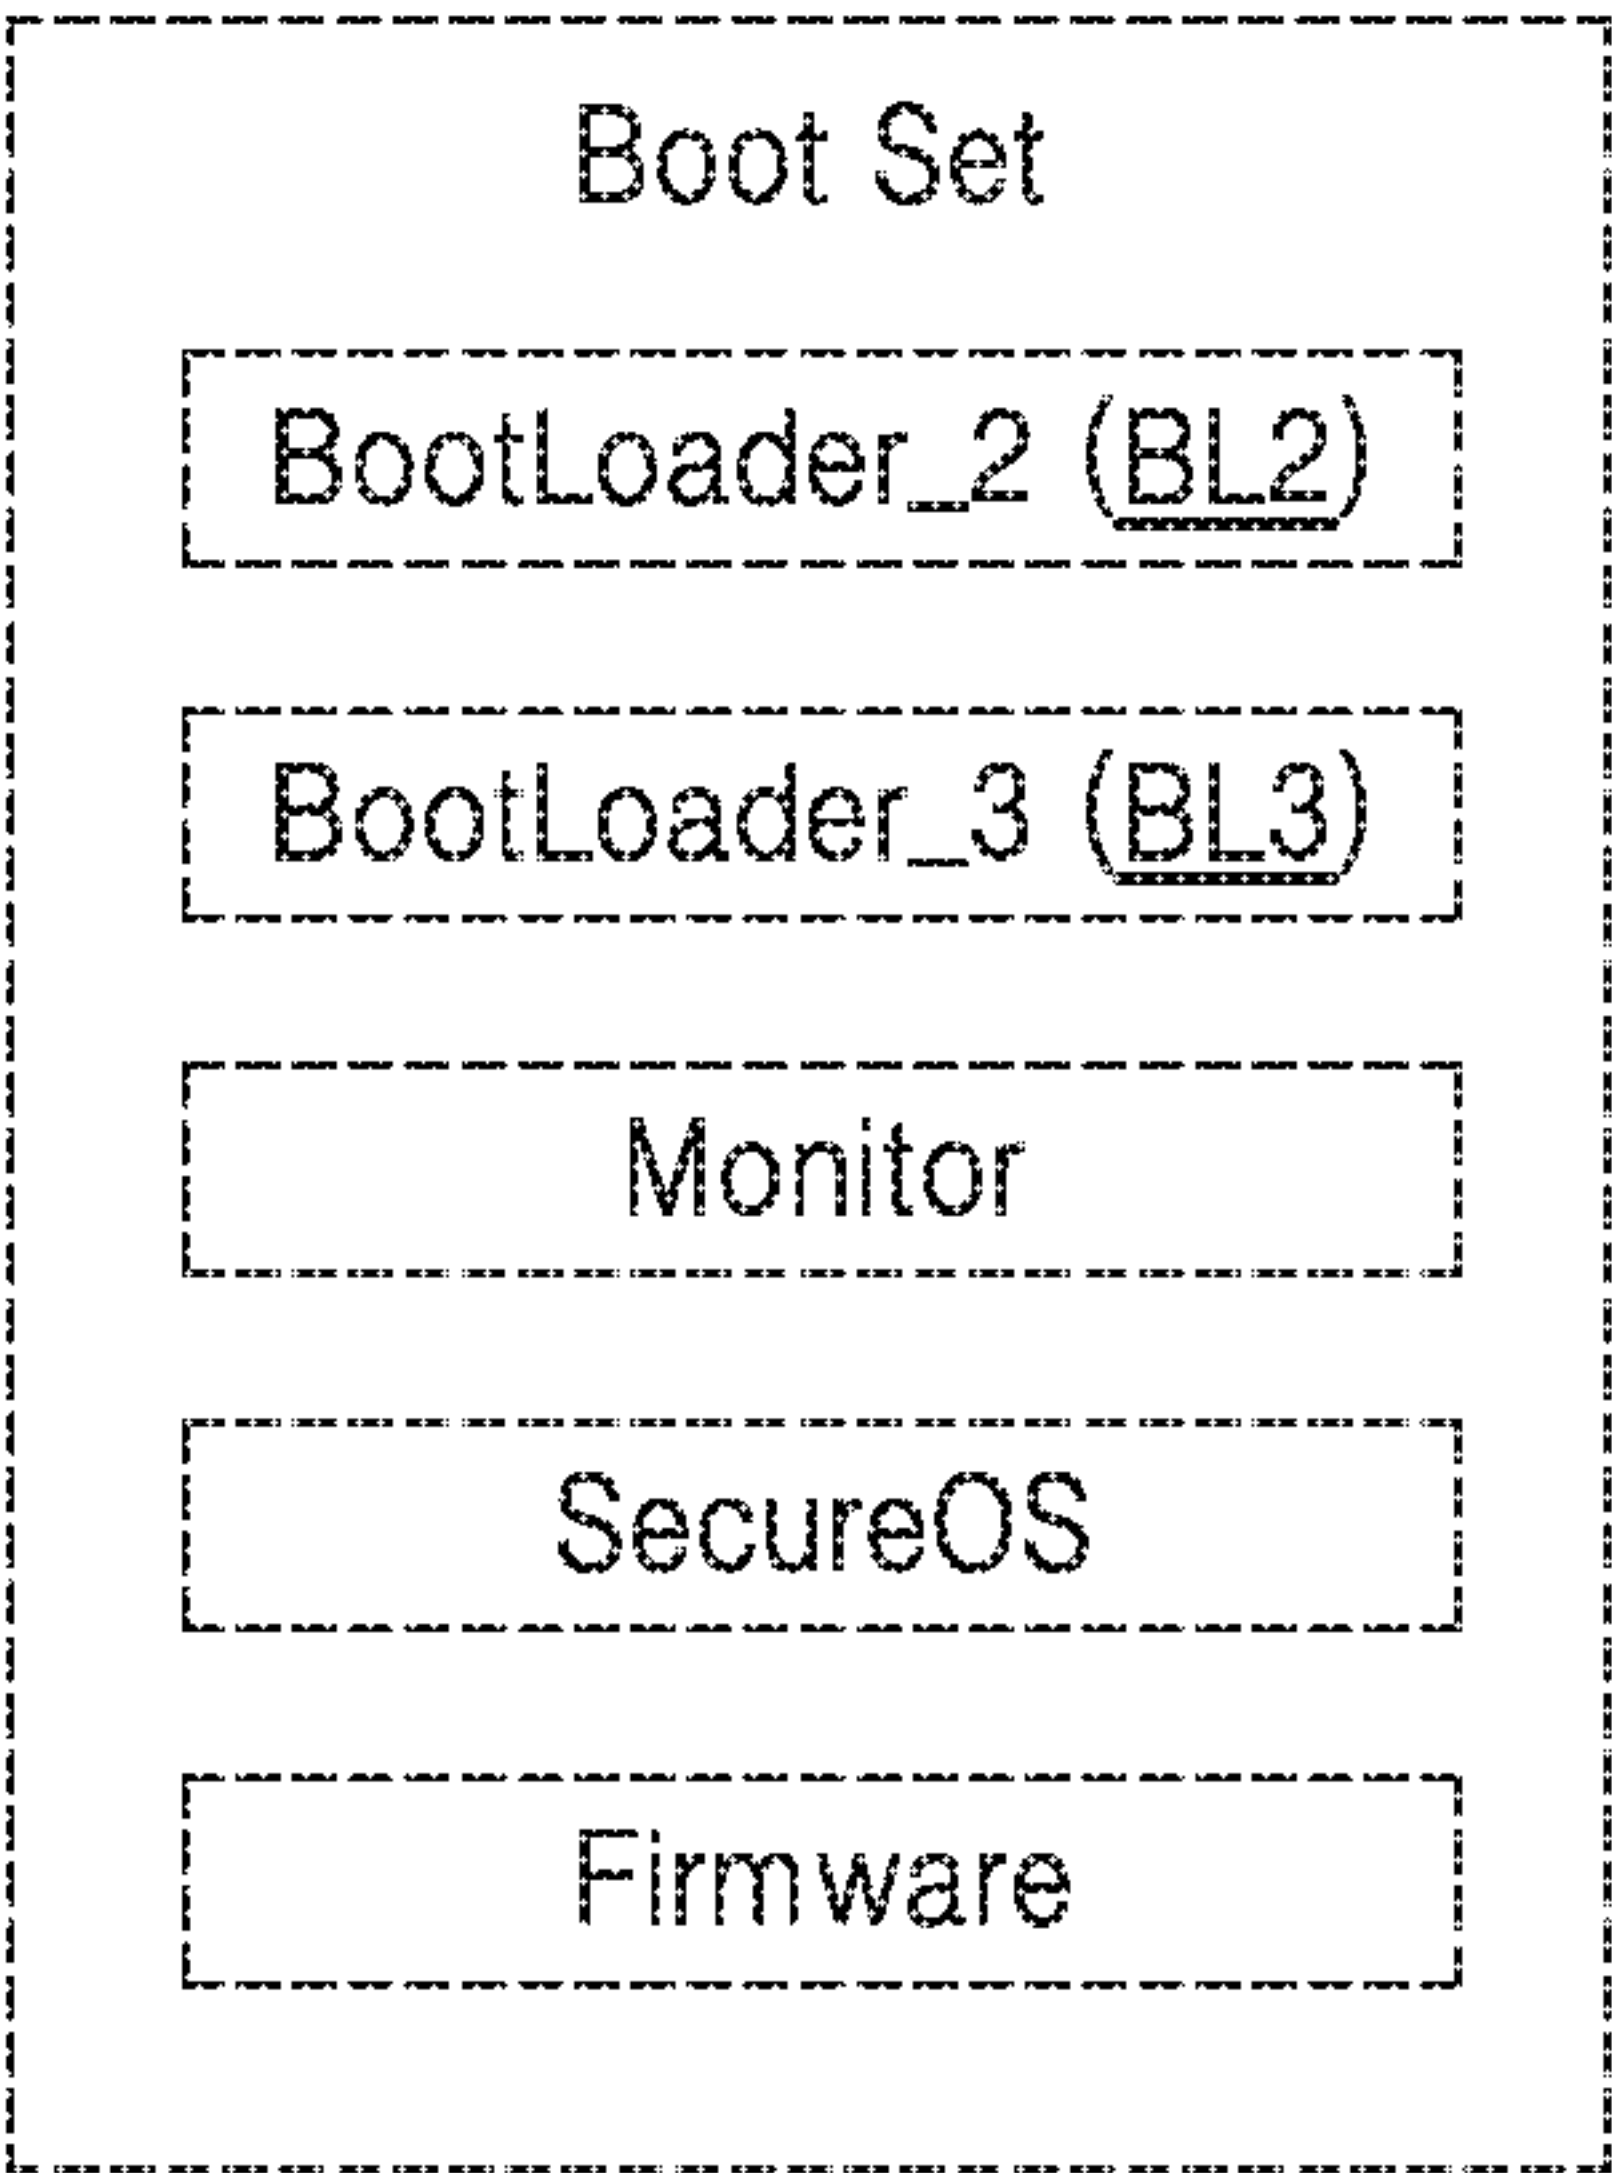 Boot Set
BootLoader_2 (BL2)
BootLoader_3 (BL3)
Monitor
SecureOS
Firmware